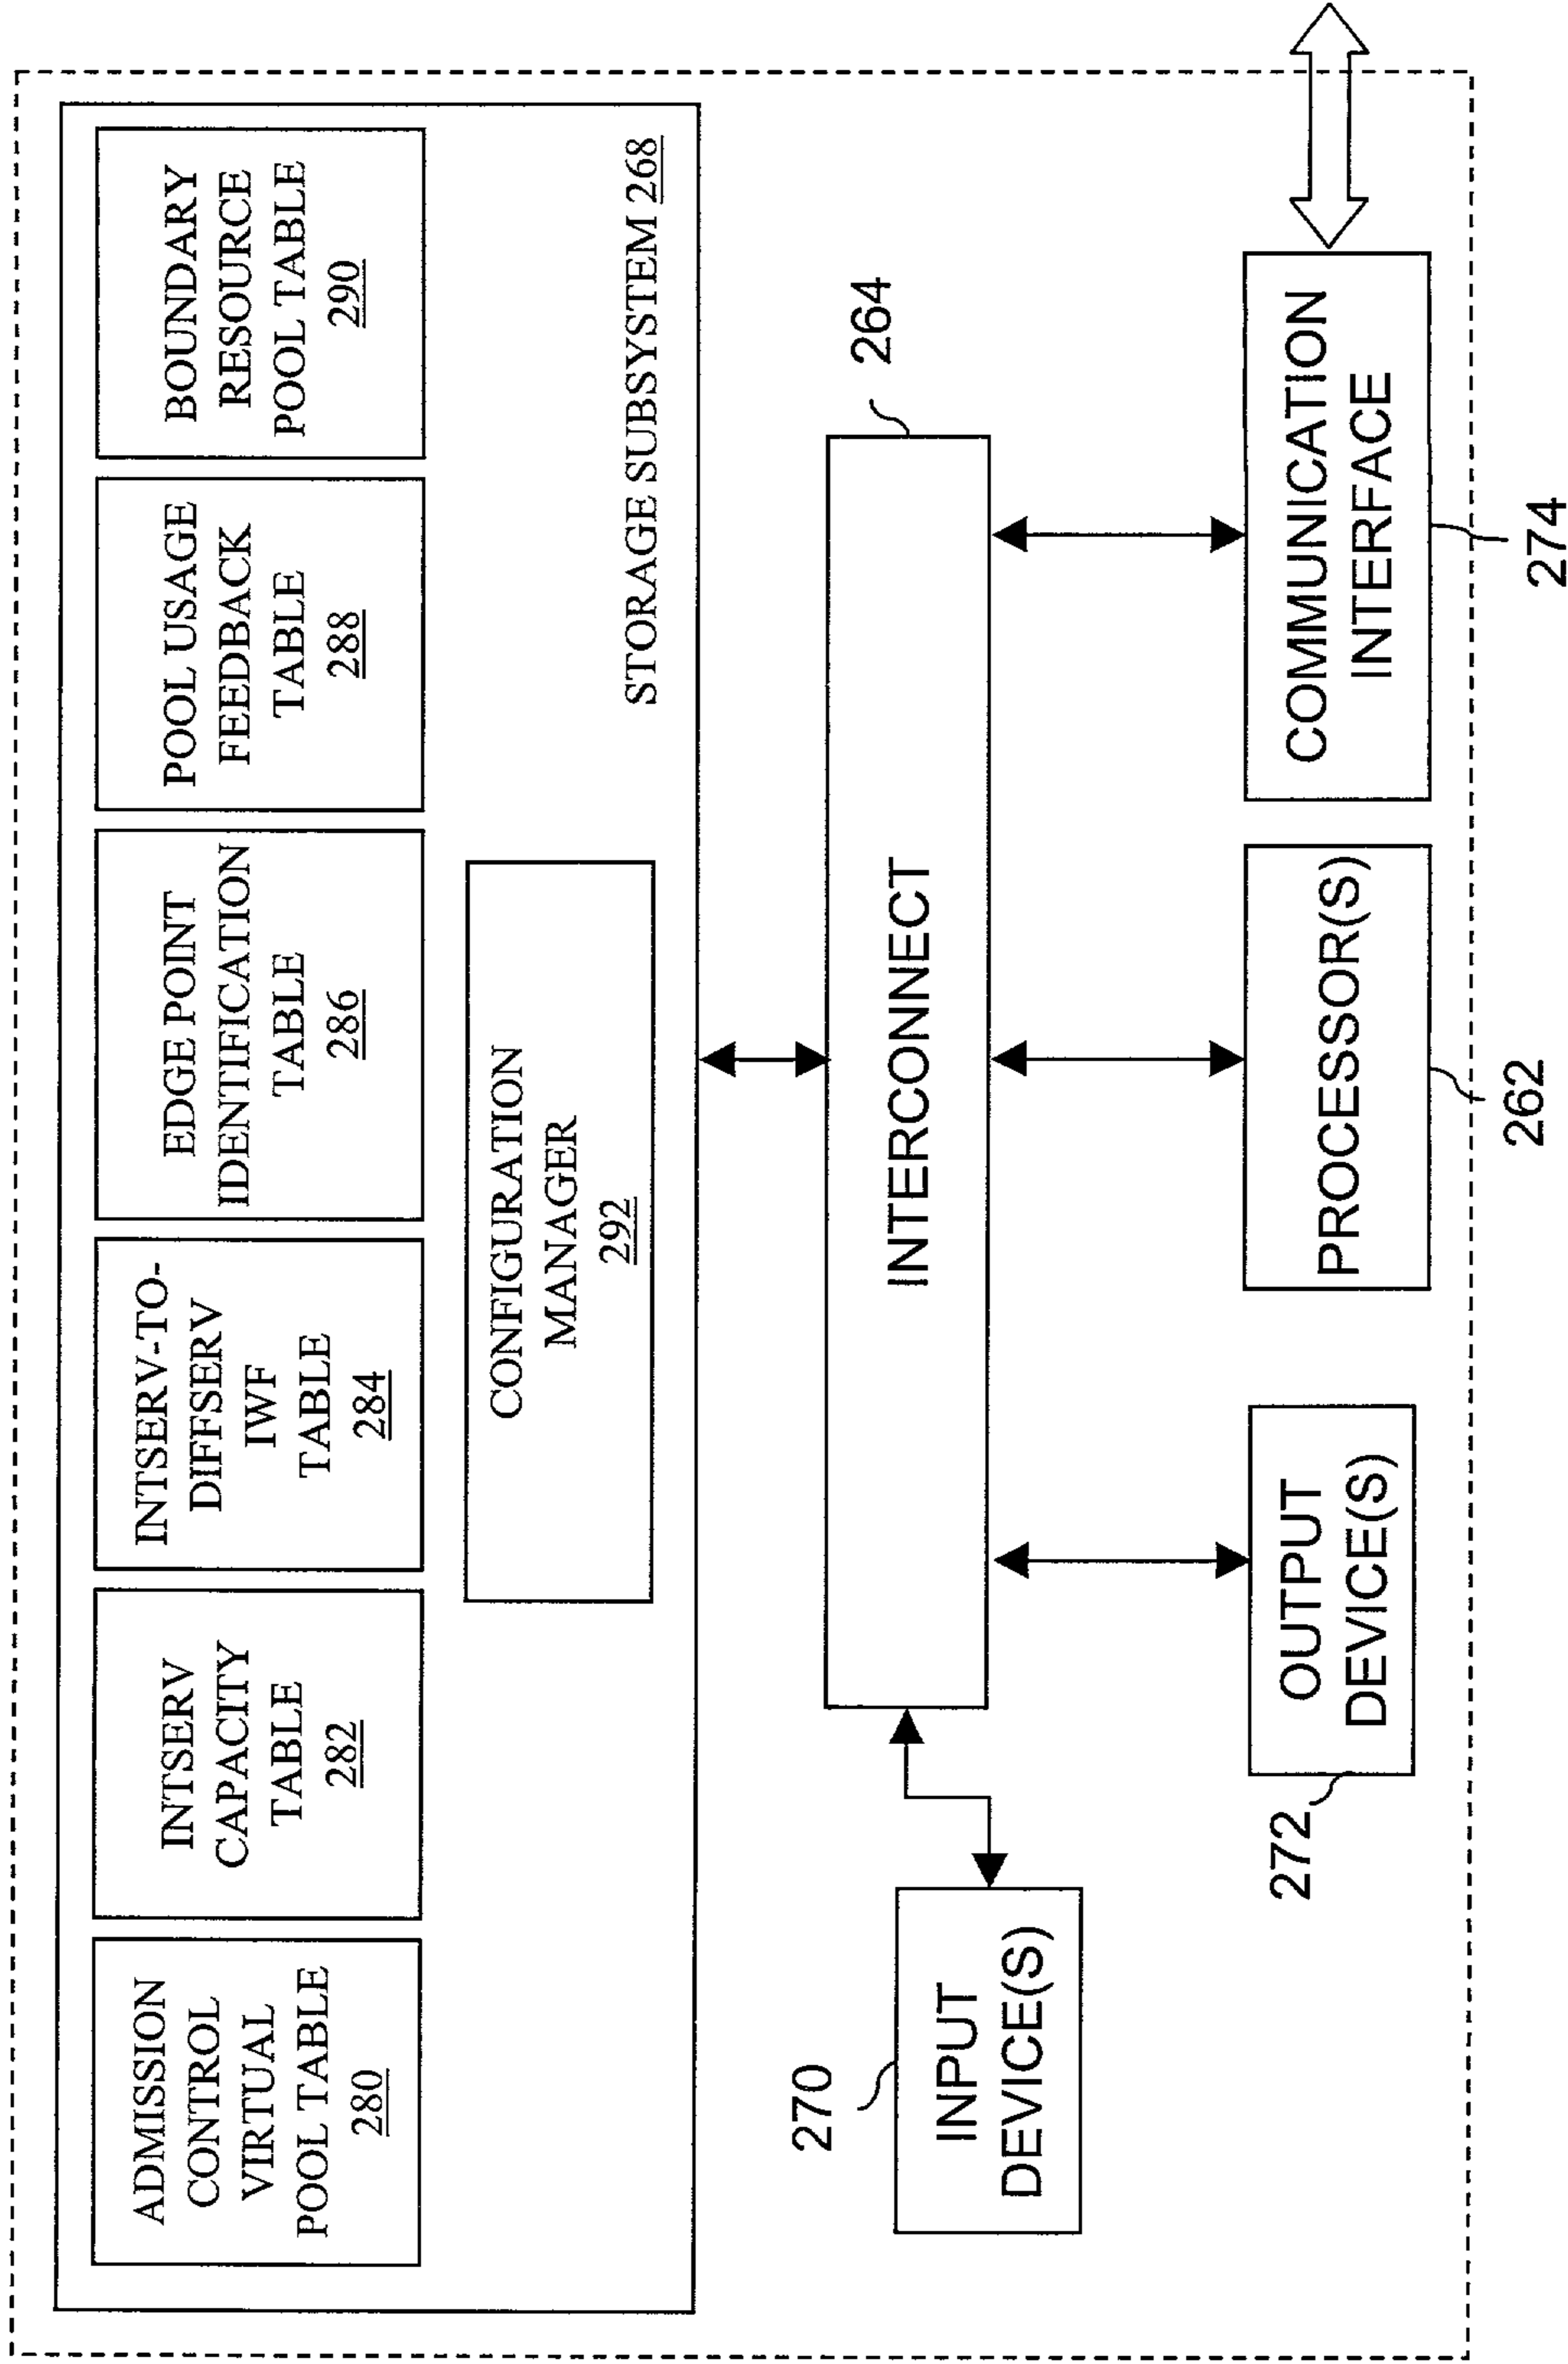 ADMISSION
CONTROL
VIRTUAL
POOL TABLE
280
INTSERV
CAPACITY
TABLE
282
INTSERV-TO-
DIFFSERV
IWF
TABLE
284
EDGE POINT
IDENTIFICATION
TABLE
286
POOL USAGE
FEEDBACK
TABLE
288
BOUNDARY
RESOURCE
POOL TABLE
290
CONFIGURATION
MANAGER
292
STORAGE SUBSYSTEM 268
264
INTERCONNECT
270
INPUT
DEVICE(S)
272
OUTPUT
DEVICE(S)
PROCESSOR(S)
262
COMMUNICATION
INTERFACE
274